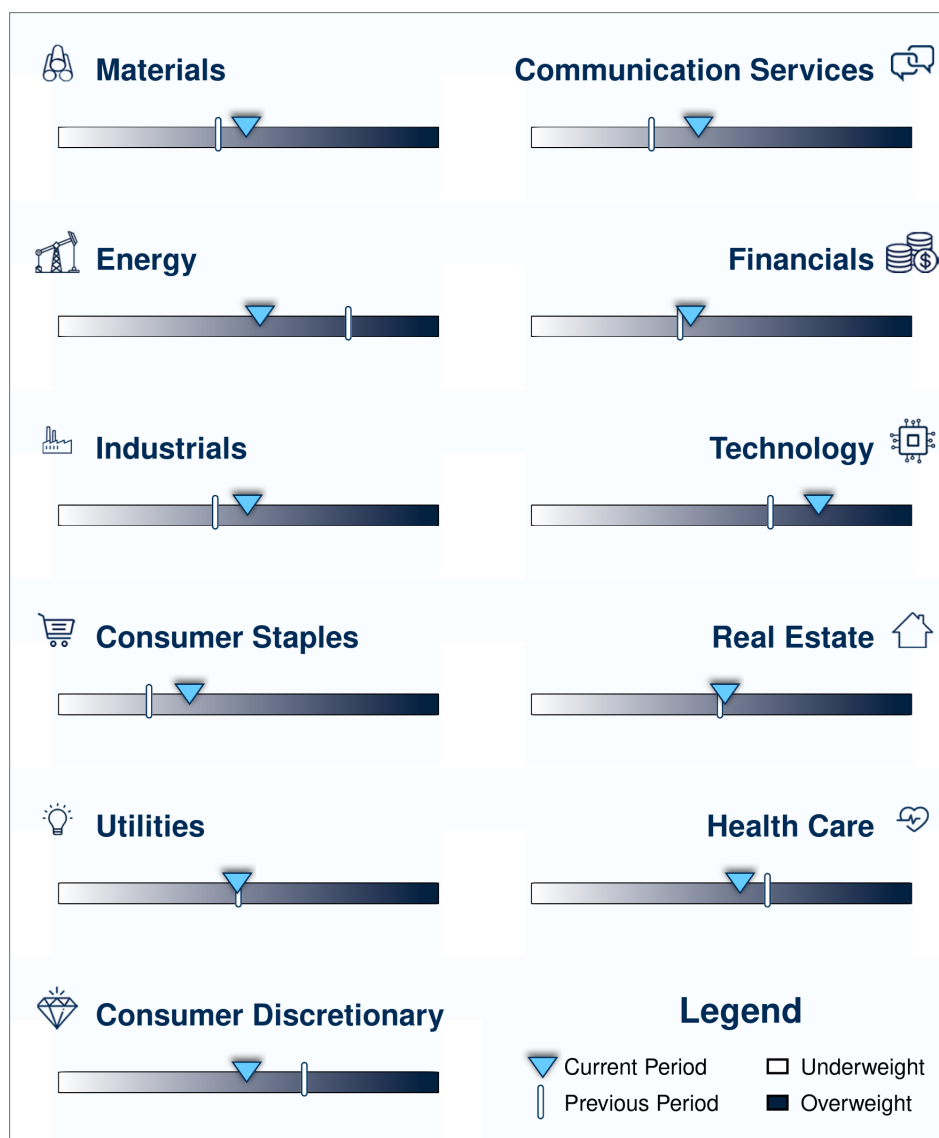 Materials
Communication Services
Energy
Financials
$
Industrials
Technology
Consumer Staples
Real Estate
Utilities
Health Care
Consumer Discretionary
Legend
Current Period
Underweight
Previous Period
Overweight